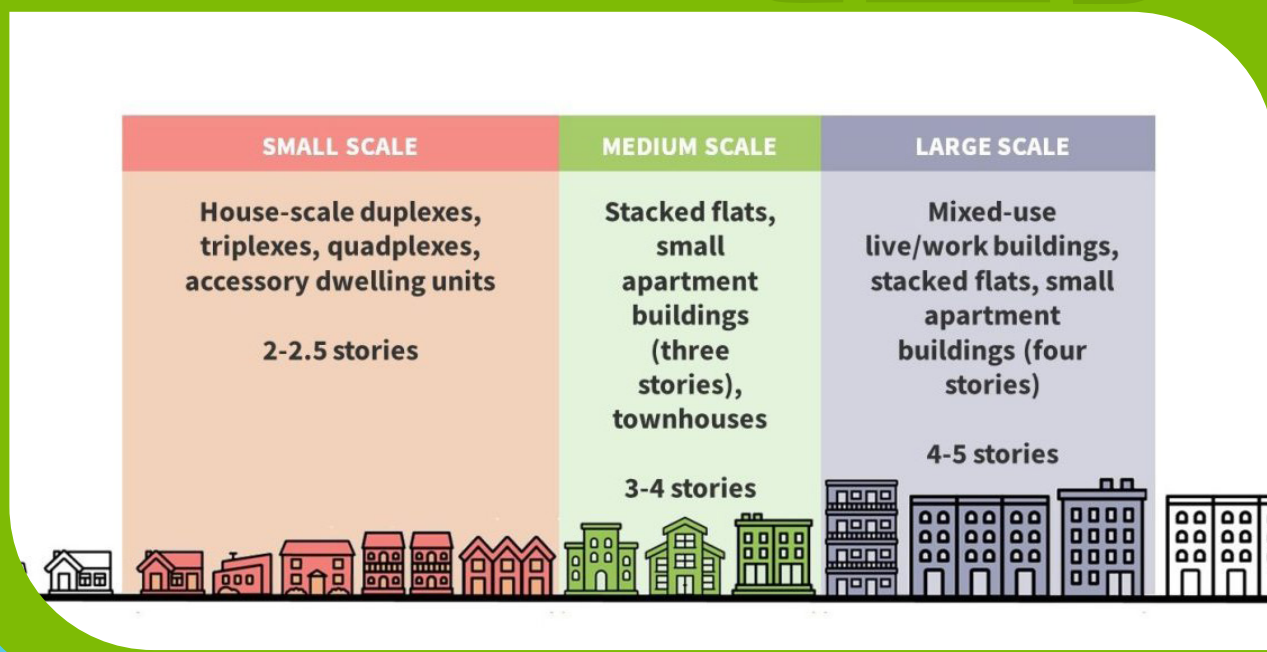 SMALL SCALE
House-scale duplexes,
triplexes, quadplexes,
accessory dwelling units
2-2.5 stories
MEDIUM SCALE
Stacked flats,
small
apartment
buildings
(three
stories),
townhouses
3-4 stories
LARGE SCALE
Mixed-use
live/work buildings,
stacked flats, small
apartment
buildings (four
stories)
4-5 stories